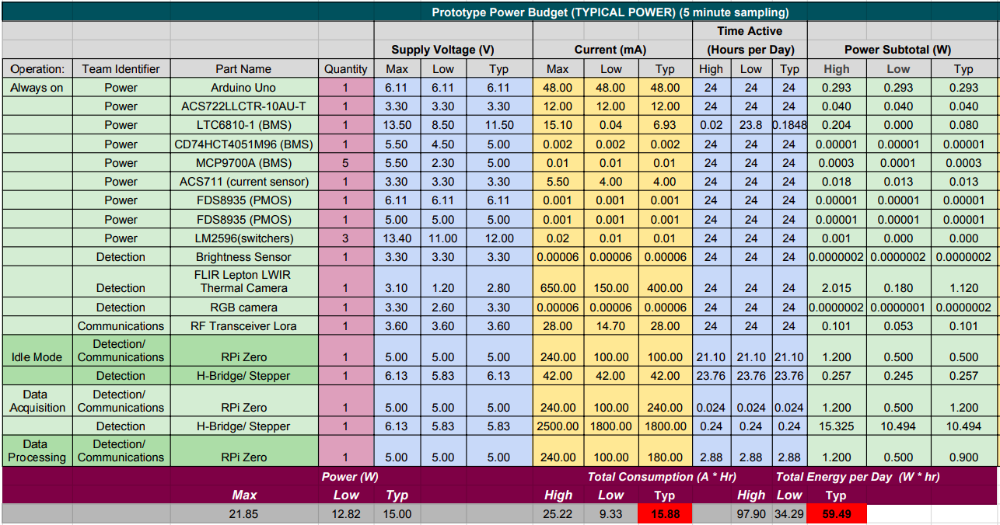 Prototype Power Budget (TYPICAL POWER) (5 minute sampling)
Time Active
Supply Voltage (V) Current (mA) (Hours per Day) Power Subtotal (W)
Operation: Team Identifier Part Name Quantity Max Low Typ Max Low Typ High Low Typ High Low Typ
Always on Power Arduino Uno 1 6.11 6.11 6.11 48.00 48.00 48.00 24 24 24 0.293 0.293 0.293
Power ACS722LLCTR-10AU-T 1 3.30 3.30 3.30 12.00 12.00 12.00 24 24 24 0.040 0.040 0.040
Power LTC6810-1 (BMS) 1 13.50 8.50 11.50 15.10 0.04 6.93 0.02 23.8 0.1848 0.204 0.000 0.080
Power CD74HCT4051M96 (BMS) 1 5.50 4.50 5.00 0.002 0.002 0.002 24 24 24 0.00001 0.00001 0.00001
Power MCP9700A (BMS) 5 5.50 2.30 5.00 0.01 0.01 0.01 24 24 24 0.0003 0.0001 0.0003
Power ACS711 (current sensor) 1 3.30 3.30 3.30 5.50 4.00 4.00 24 24 24 0.018 0.013 0.013
Power FDS8935 (PMOS) 1 6.11 6.11 6.11 0.001 0.001 0.001 24 24 24 0.00001 0.00001 0.00001
Power FDS8935 (PMOS) 1 5.00 5.00 5.00 0.001 0.001 0.001 24 24 24 0.00001 0.00001 0.00001
Power LM2596(switchers) 3 13.40 11.00 12.00 0.02 0.01 0.01 24 24 24 0.001 0.000 0.000
Detection Brightness Sensor 1 3.30 3.30 3.30 0.00006 0.00006 0.00006 24 24 24 0.0000002 0.0000002 0.0000002
FLIR Lepton LWIR
Detection Thermal Camera 1 3.10 1.20 2.80 650.00 150.00 400.00 24 24 24 2.015 0.180 1.120
Detection RGB camera 1 3.30 2.60 3.30 0.00006 0.00006 0.00006 24 24 24 0.0000002 0.0000001 0.0000002
Communications RF Transceiver Lora 1 3.60 3.60 3.60 28.00 14.70 28.00 24 24 24 0.101 0.053 0.101
Detection/
Idle Mode Communications RPi Zero 1 5.00 5.00 5.00 240.00 100.00 100.00 21.10 21.10 21.10 1.200 0.500 0.500
Detection H-Bridge/ Stepper 1 6.13 5.83 6.13 42.00 42.00 42.00 23.76 23.76 23.76 0.257 0.245 0.257
Data Detection/
Acquisition Communications RPi Zero 1 5.00 5.00 5.00 240.00 100.00 240.00 0.024 0.024 0.024 1.200 0.500 1.200
Detection H-Bridge/ Stepper 1 6.13 5.83 5.83 2500.00 1800.00 1800.00 0.24 0.24 0.24 15.325 10.494 10.494
Data Detection/
Processing Communications RPi Zero 1 5.00 5.00 5.00 240.00 100.00 180.00 2.88 2.88 2.88 1.200 0.500 0.900
Power (W) Total Consumption (A * Hr) Total Energy per Day (W * hr)
Max Low Typ High Low Typ High Low Typ
21.85 12.82 15.00 25.22 9.33 15.88 97.90 34.29 59.49